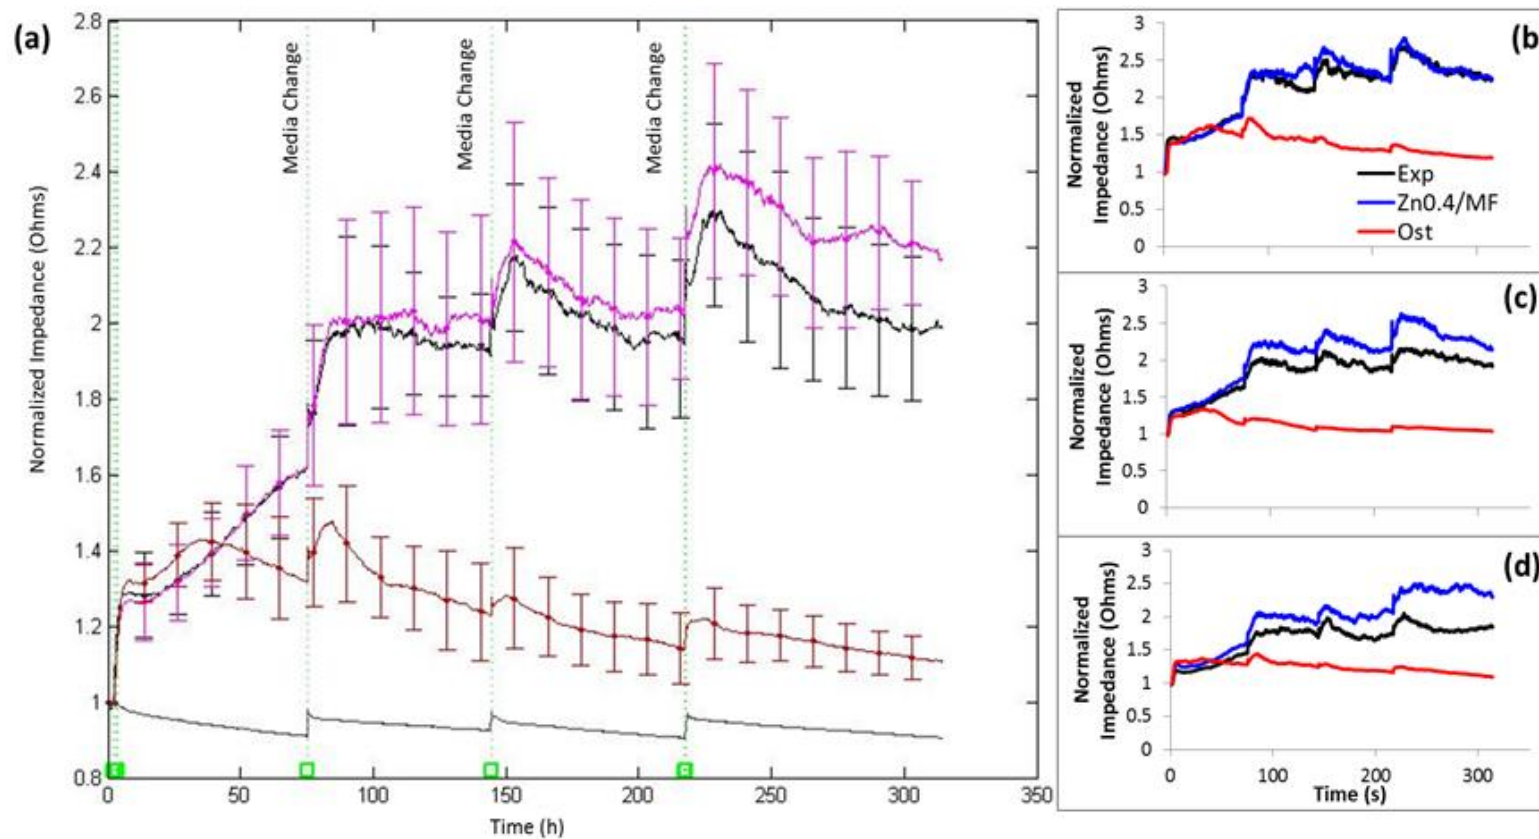 (a)
Normalized Impedance (Ohms)
2.8
2.6
2.4
2.2
2
1.8
1.6
1.4
1.2
1
0.8
Media Change
Media Change
Media Change
0
50
100
150
200
250
300
350
Time (h)
(b)
Normalized
Impedance (Ohms)
3
2.5
2
1.5
1
0.5
0
Exp
Zn0.4/MF
Ost
(c)
Normalized
Impedance (Ohms)
3
2.5
2
1.5
1
0.5
0
(d)
Normalized
Impedance (Ohms)
3
2.5
2
1.5
1
0.5
0
0
100
200
300
Time (s)